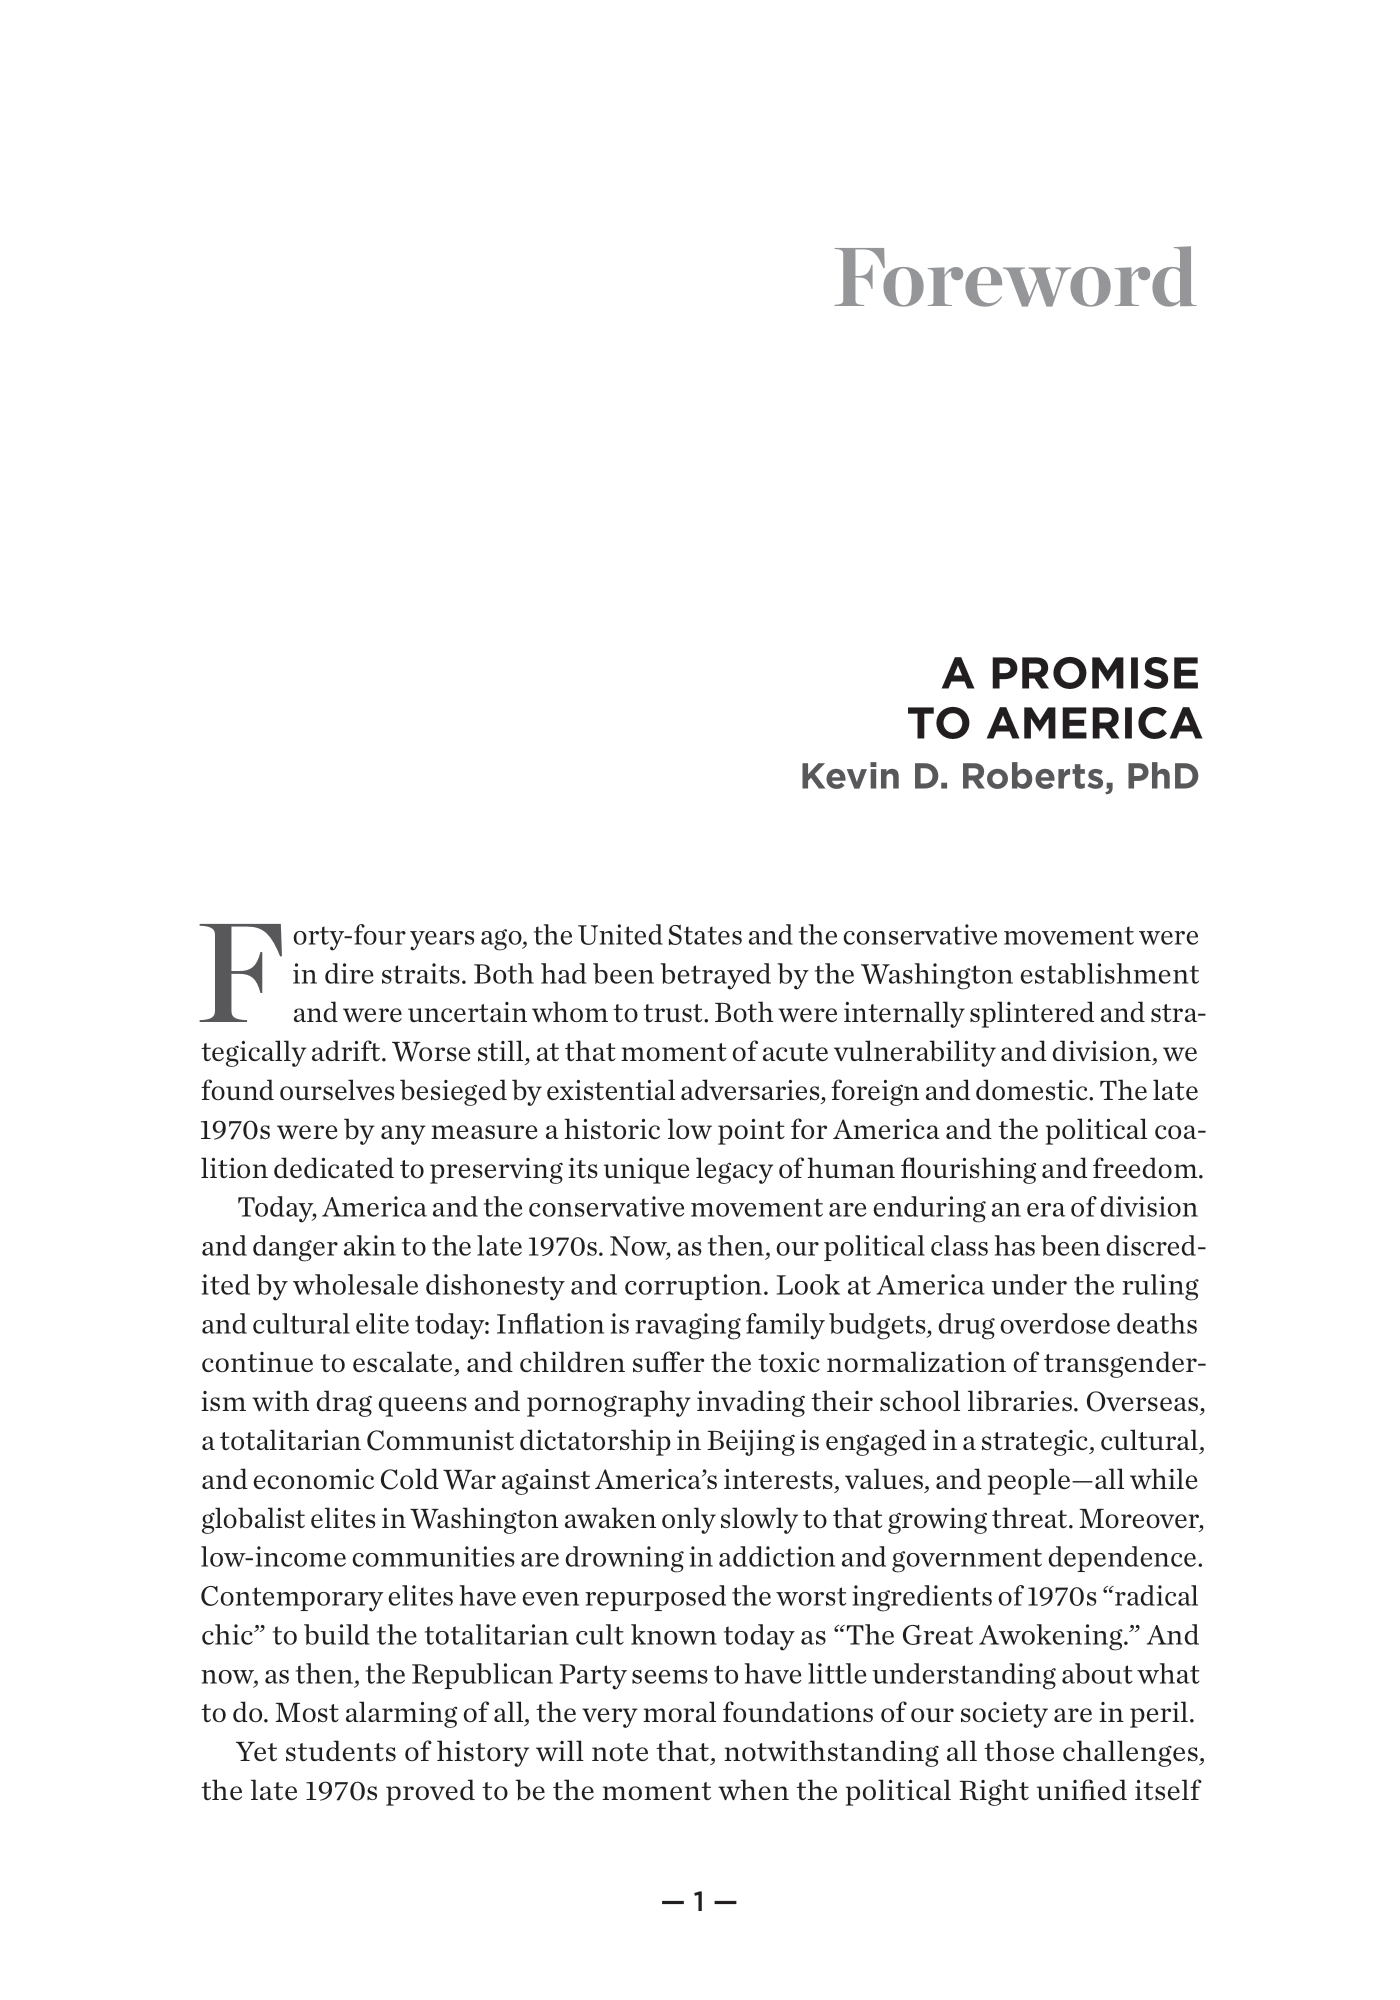 Foreword
A PROMISE
TO AMERICA
Kevin D. Roberts, PhD
Forty-four years ago, the United States and the conservative movement were
in dire straits. Both had been betrayed by the Washington establishment
and were uncertain whom to trust. Both were internally splintered and stra-
tegically adrift. Worse still, at that moment of acute vulnerability and division, we
found ourselves besieged by existential adversaries, foreign and domestic. The late
1970s were by any measure a historic low point for America and the political coa-
lition dedicated to preserving its unique legacy of human flourishing and freedom.
Today, America and the conservative movement are enduring an era of division
and danger akin to the late 1970s. Now, as then, our political class has been discred-
ited by wholesale dishonesty and corruption. Look at America under the ruling
and cultural elite today: Inflation is ravaging family budgets, drug overdose deaths
continue to escalate, and children suffer the toxic normalization of transgender-
ism with drag queens and pornography invading their school libraries. Overseas,
a totalitarian Communist dictatorship in Beijing is engaged in a strategic, cultural,
and economic Cold War against America’s interests, values, and people—all while
globalist elites in Washington awaken only slowly to that growing threat. Moreover,
low-income communities are drowning in addiction and government dependence.
Contemporary elites have even repurposed the worst ingredients of 1970s “radical
chic” to build the totalitarian cult known today as “The Great Awokening.” And
now, as then, the Republican Party seems to have little understanding about what
to do. Most alarming of all, the very moral foundations of our society are in peril.
Yet students of history will note that, notwithstanding all those challenges,
the late 1970s proved to be the moment when the political Right unified itself
— 1 —